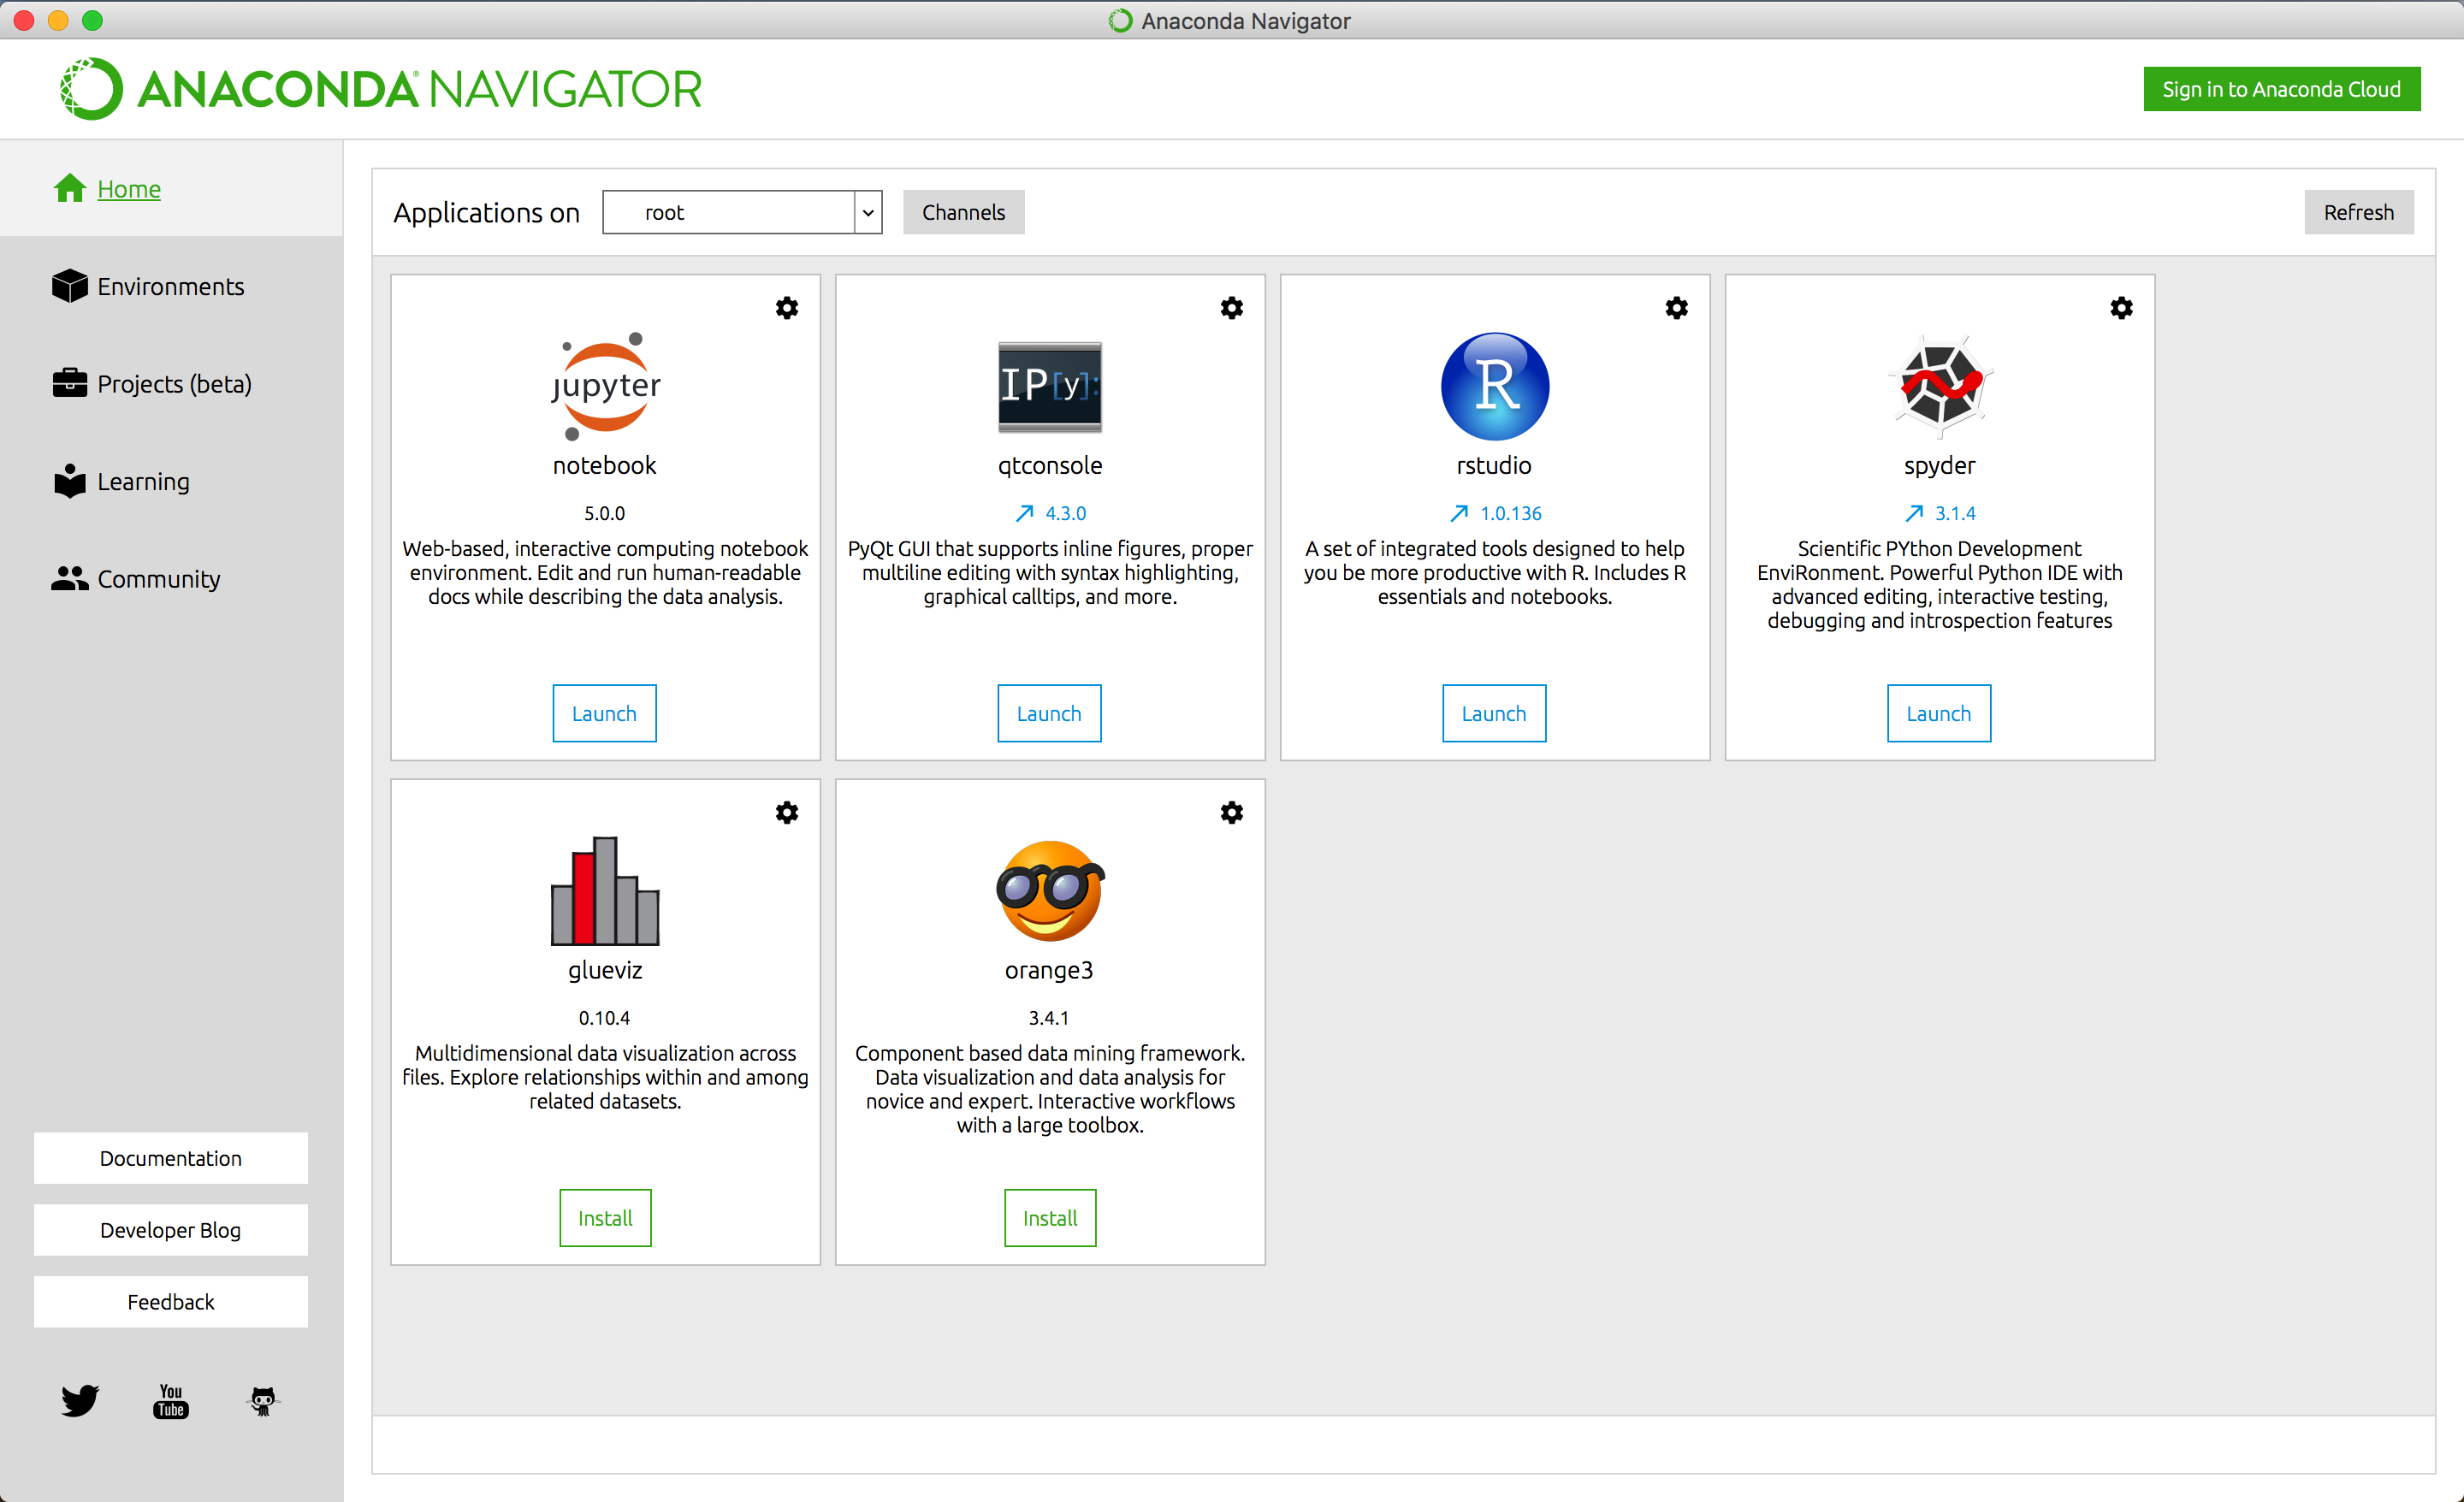 Anaconda Navigator
ANACONDA® NAVIGATOR
Sign in to Anaconda Cloud
Home
Environments
Projects (beta)
Learning
Community
Documentation
Developer Blog
Feedback
You
Tube
Applications on
root
Channels
Refresh
jupyter
notebook
5.0.0
Web-based, interactive computing notebook
environment. Edit and run human-readable
docs while describing the data analysis.
Launch
IP[y]:
qtconsole
4.3.0
PyQt GUI that supports inline figures, proper
multiline editing with syntax highlighting,
graphical calltips, and more.
Launch
R
rstudio
1.0.136
A set of integrated tools designed to help
you be more productive with R. Includes R
essentials and notebooks.
Launch
spyder
3.1.4
Scientific PYthon Development
EnviRonment. Powerful Python IDE with
advanced editing, interactive testing,
debugging and introspection features
Launch
glueviz
0.10.4
Multidimensional data visualization across
files. Explore relationships within and among
related datasets.
Install
orange3
3.4.1
Component based data mining framework.
Data visualization and data analysis for
novice and expert. Interactive workflows
with a large toolbox.
Install